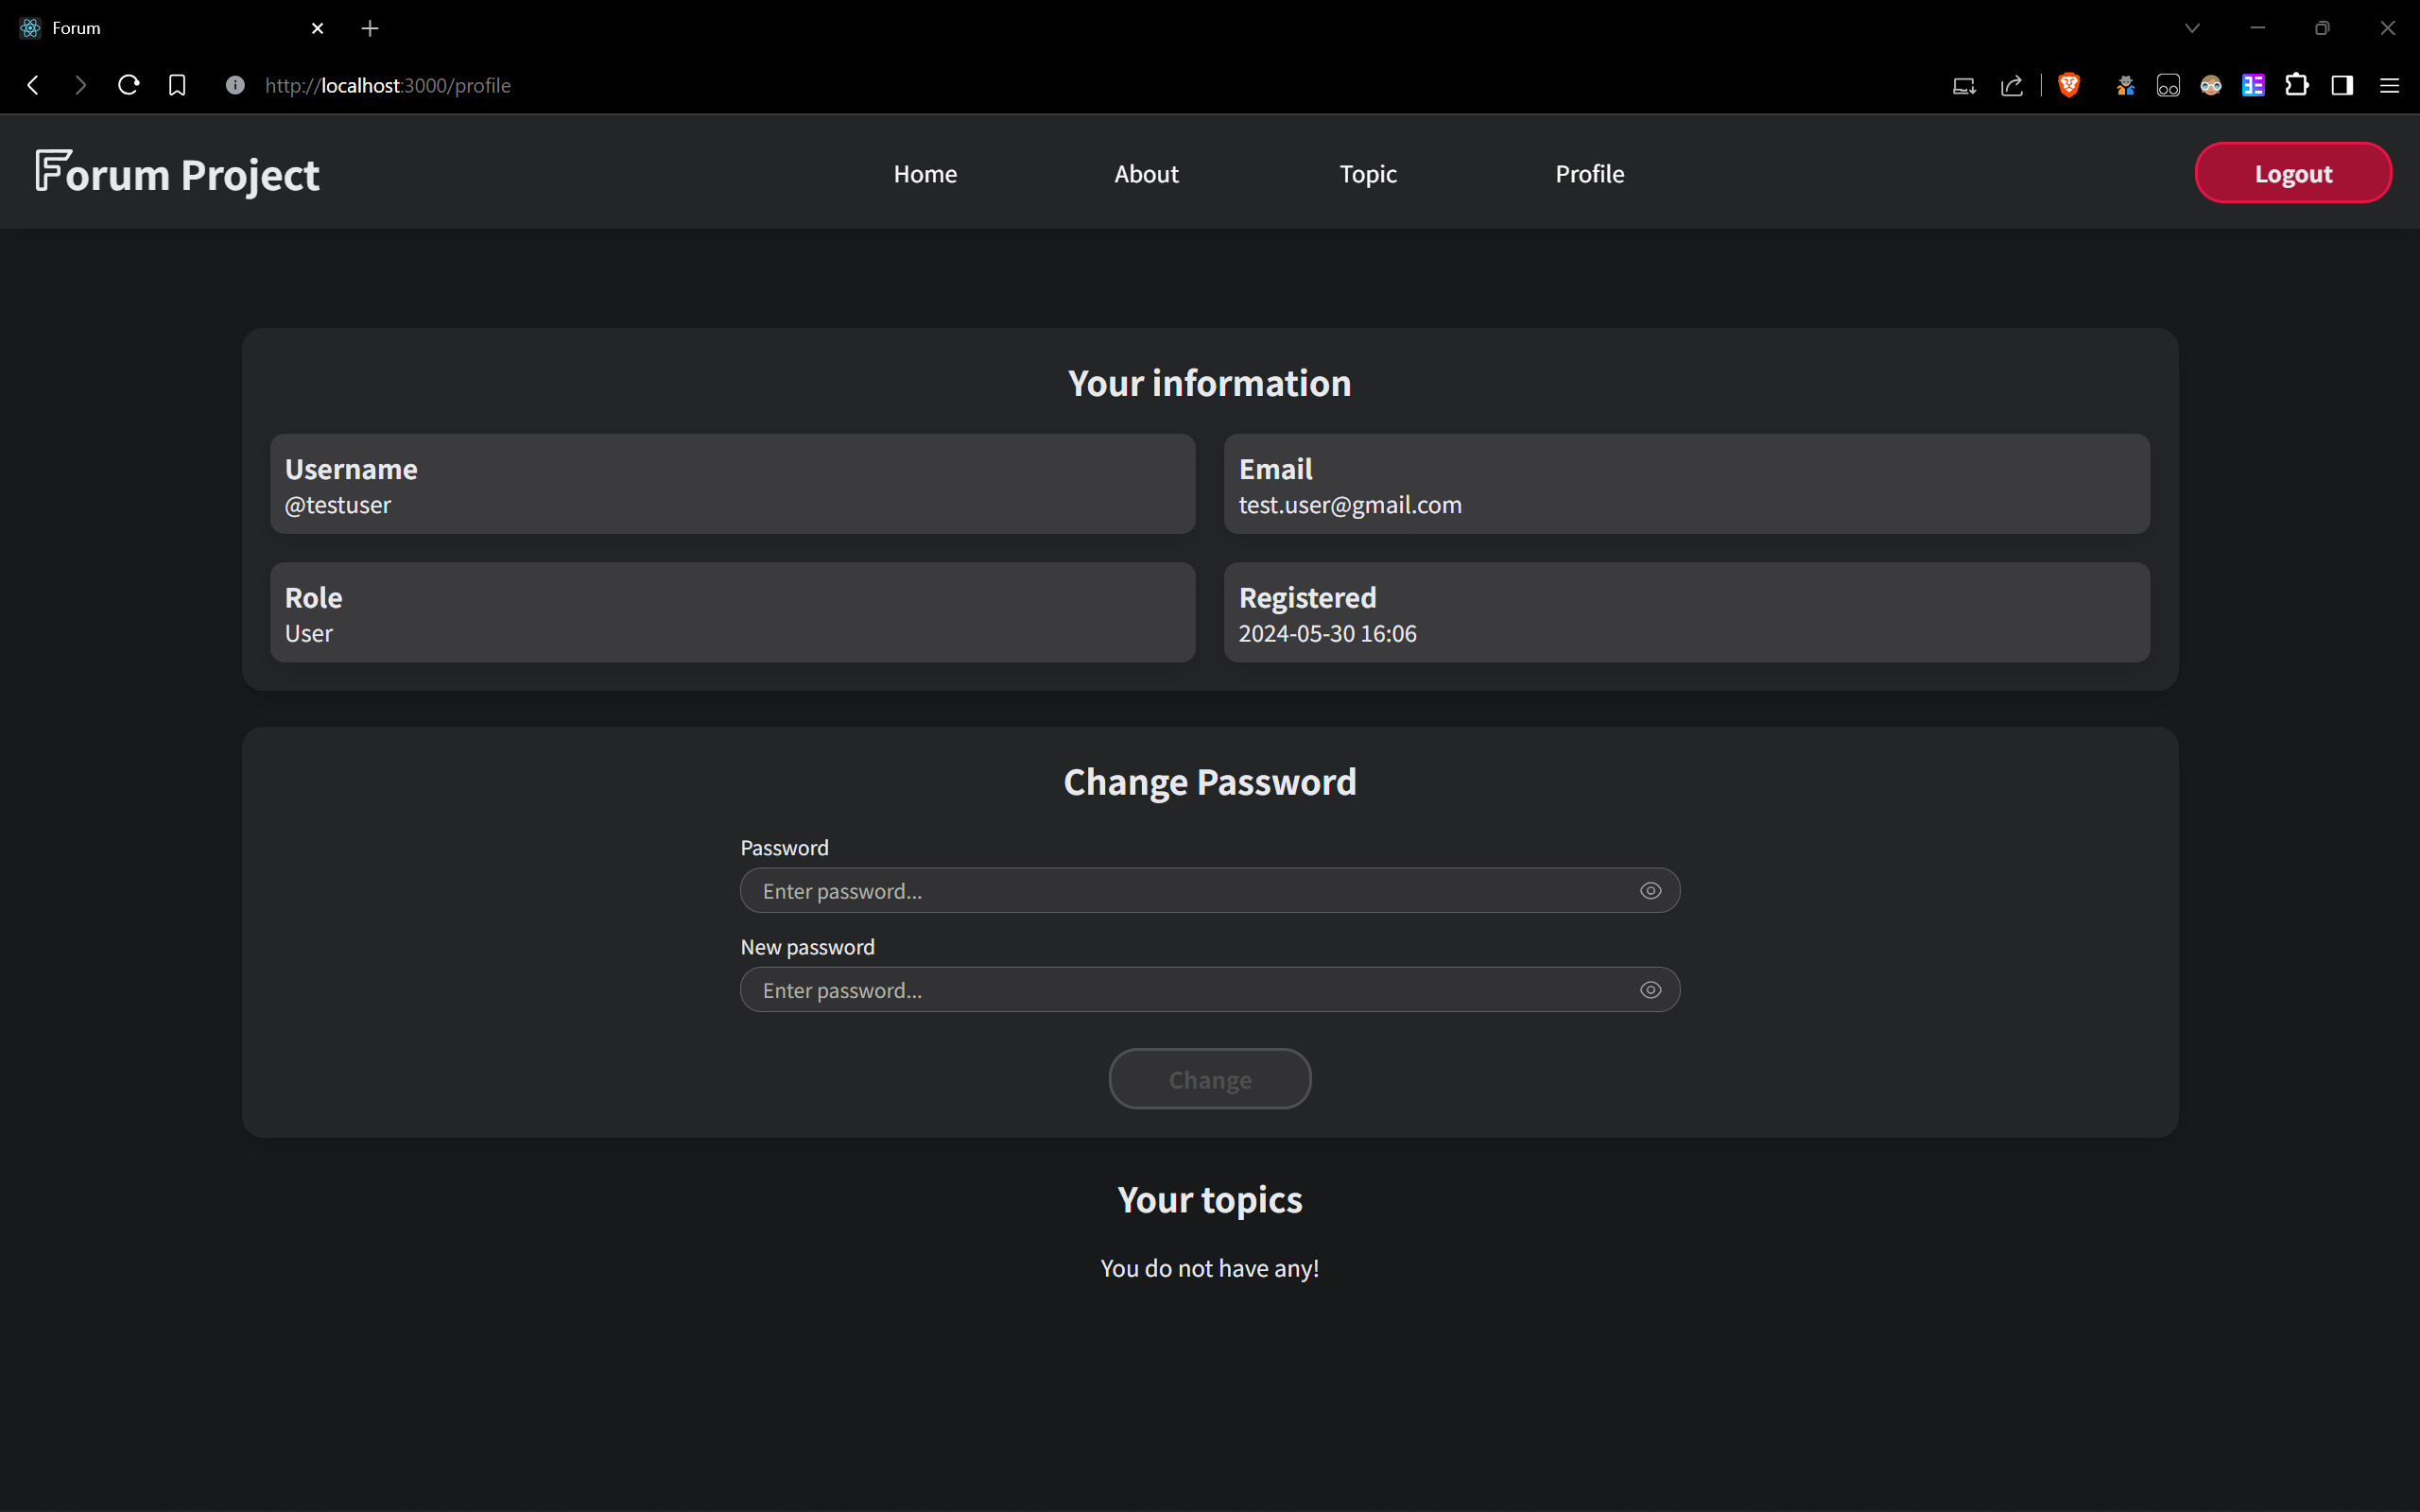 Forum
http://localhost:3000/profile
Forum Project
Home
About
Topic
Profile
Logout
Your information
Username
@testuser
Email
test.user@gmail.com
Role
User
Registered
2024-05-30 16:06
Change Password
Password
Enter password...
New password
Enter password...
Change
Your topics
You do not have any!